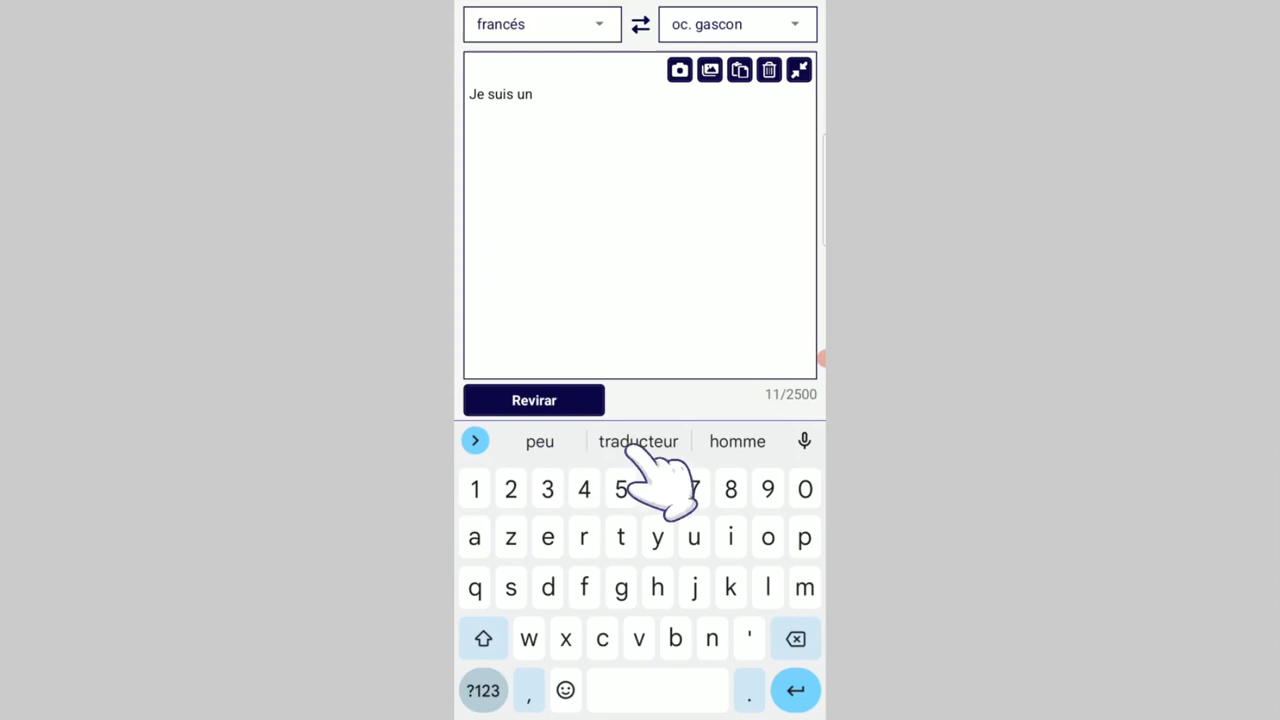 francés oc. gascon
Je suis un
Revirar 11/2500
peu traducteur homme
1 2 3 4 5 7 8 9 0
a z e r t y u i o p
q s d f g h j k l m
w x c v b n '
?123 , .